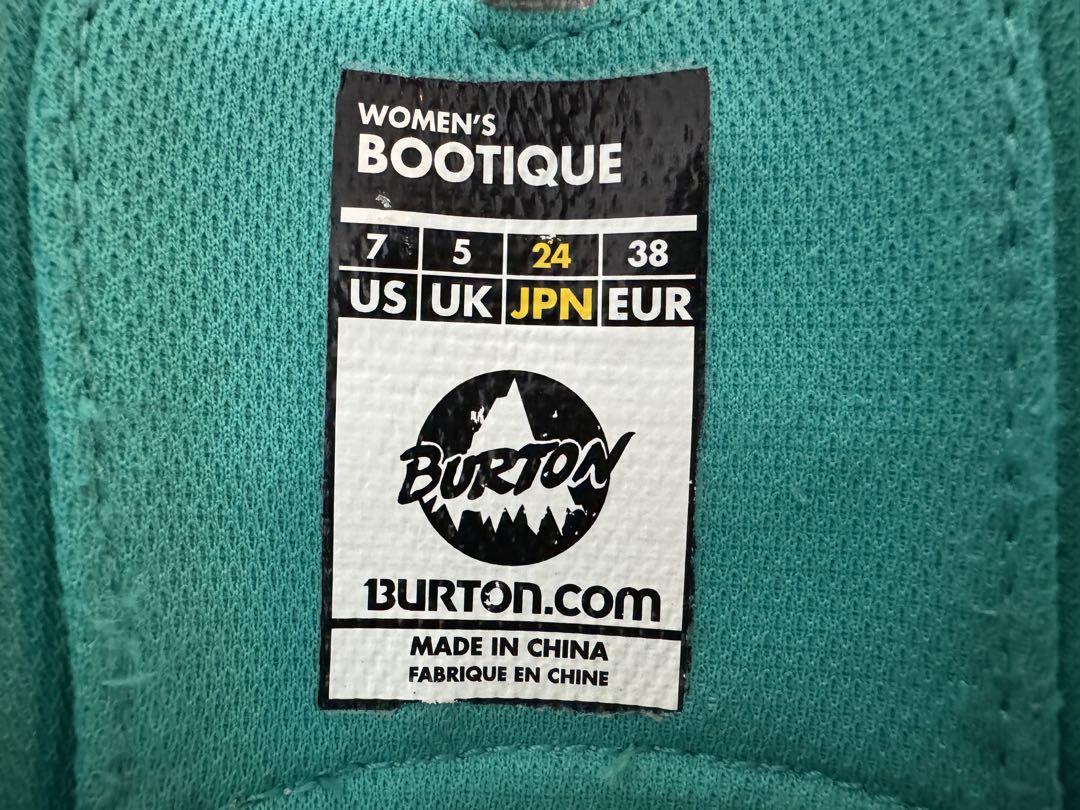 WOMEN'S
BOOTIQUE
7 5 24 38
US UK JPN EUR
BURTON
BURTON.COM
MADE IN CHINA
FABRIQUE EN CHINE